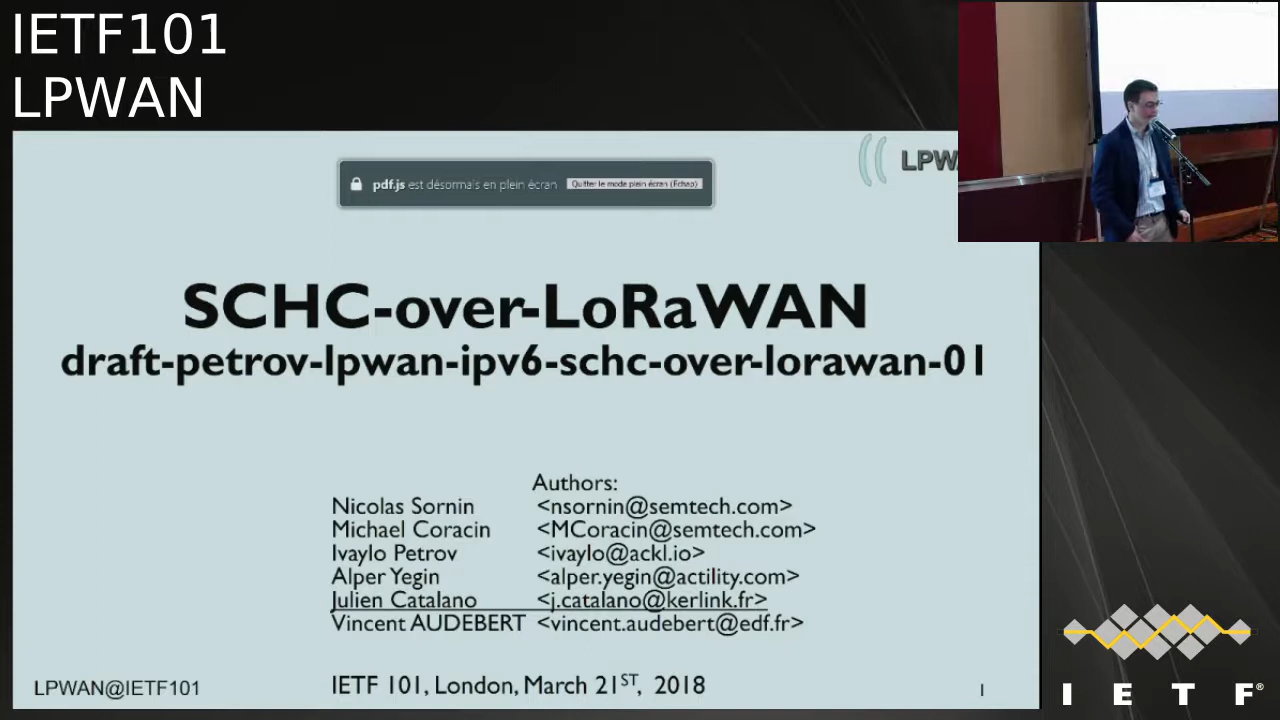 IETF101
LPWAN
LPW
pdf.js est désormais en plein écran Quitter le mode plein écran (Echap)
SCHC-over-LoRaWAN
draft-petrov-lpwan-ipv6-schc-over-lorawan-01
Authors:
Nicolas Sornin <nsornin@semtech.com>
Michael Coracin <MCoracin@semtech.com>
Ivaylo Petrov <ivaylo@ackl.io>
Alper Yegin <alper.yegin@actility.com>
Julien Catalano <j.catalano@kerlink.fr>
Vincent AUDEBERT <vincent.audebert@edf.fr>
LPWAN@IETF101 IETF 101, London, March 21ST, 2018 1
I E T F®